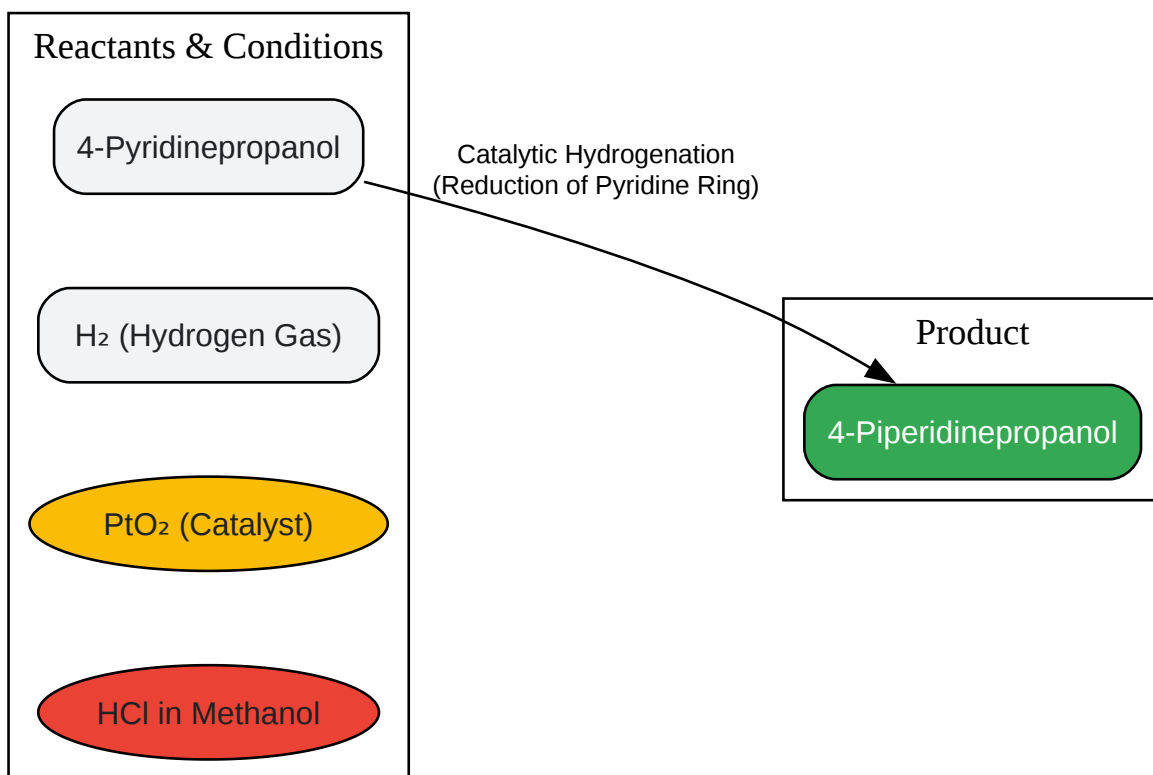 Reactants & Conditions
4-Pyridinepropanol
H₂ (Hydrogen Gas)
PtO₂ (Catalyst)
HCl in Methanol
Catalytic Hydrogenation
(Reduction of Pyridine Ring)
Product
4-Piperidinepropanol